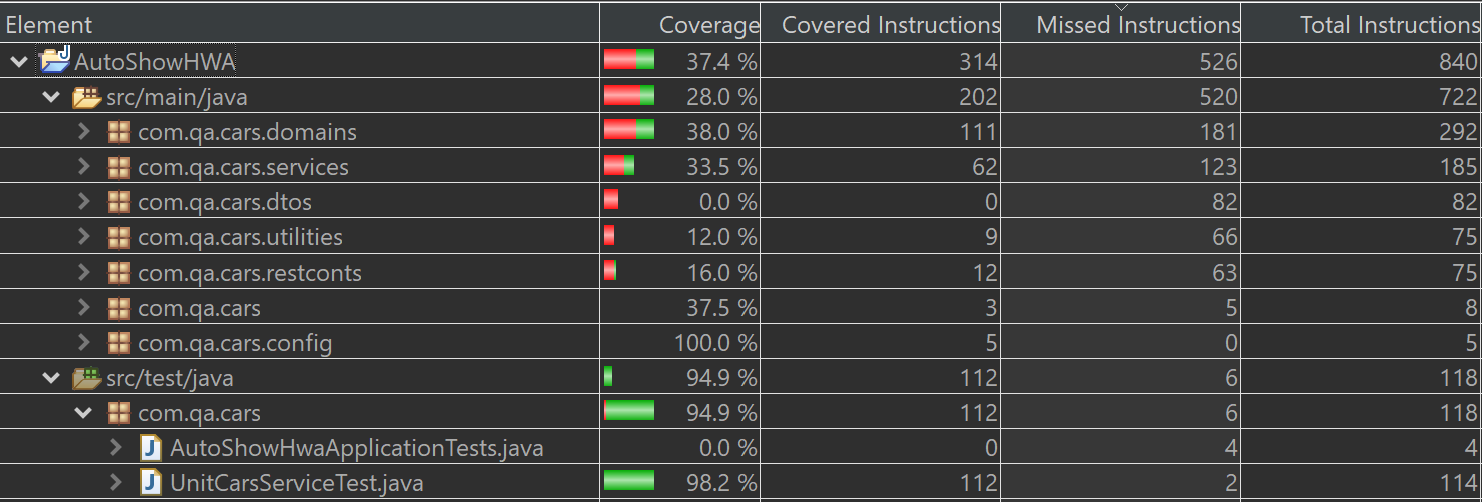 Element Coverage Covered Instructions Missed Instructions Total Instructions
AutoShowHWA 37.4 % 314 526 840
src/main/java 28.0 % 202 520 722
com.qa.cars.domains 38.0 % 111 181 292
com.qa.cars.services 33.5 % 62 123 185
com.qa.cars.dtos 0.0 % 0 82 82
com.qa.cars.utilities 12.0 % 9 66 75
com.qa.cars.restconts 16.0 % 12 63 75
com.qa.cars 37.5 % 3 5 8
com.qa.cars.config 100.0 % 5 0 5
src/test/java 94.9 % 112 6 118
com.qa.cars 94.9 % 112 6 118
AutoShowHwaApplicationTests.java 0.0 % 0 4 4
UnitCarsServiceTest.java 98.2 % 112 2 114